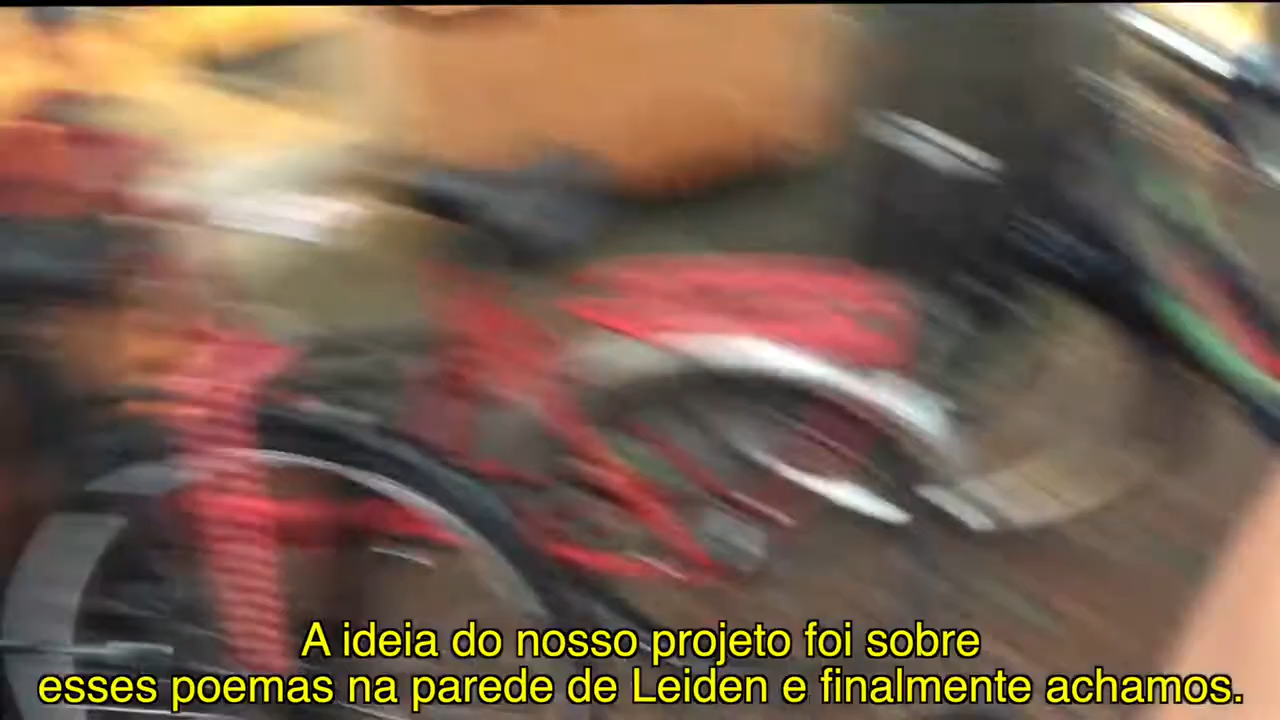 A ideia do nosso projeto foi sobre
esses poemas na parede de Leiden e finalmente achamos.